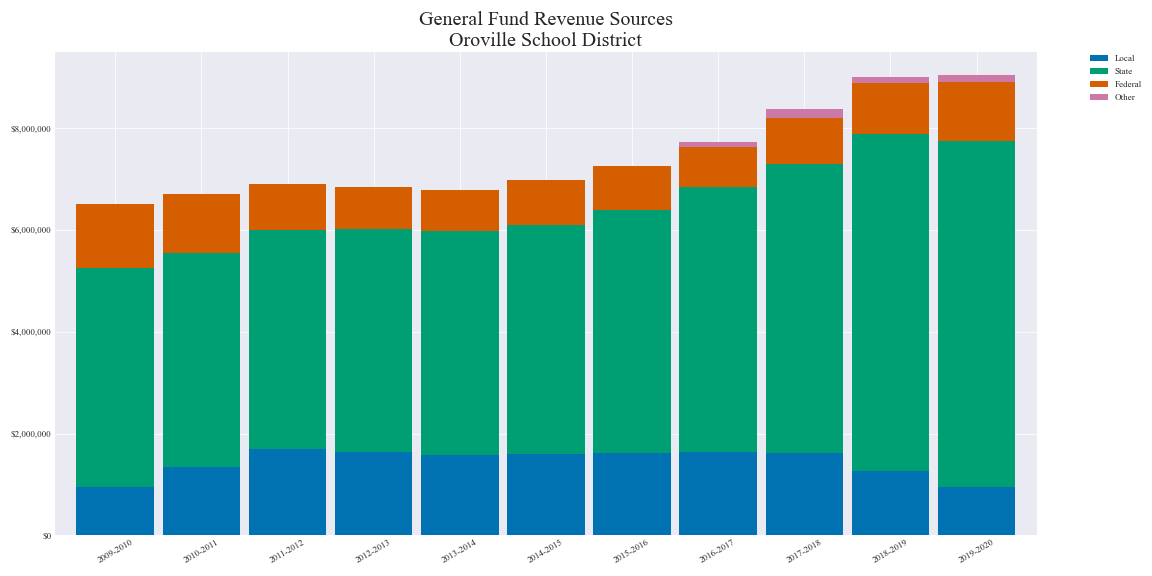 General Fund Revenue Sources
Oroville School District
Local
State
Federal
Other
$8,000,000
$6,000,000
$4,000,000
$2,000,000
$0
2009-2010
2010-2011
2011-2012
2012-2013
2013-2014
2014-2015
2015-2016
2016-2017
2017-2018
2018-2019
2019-2020